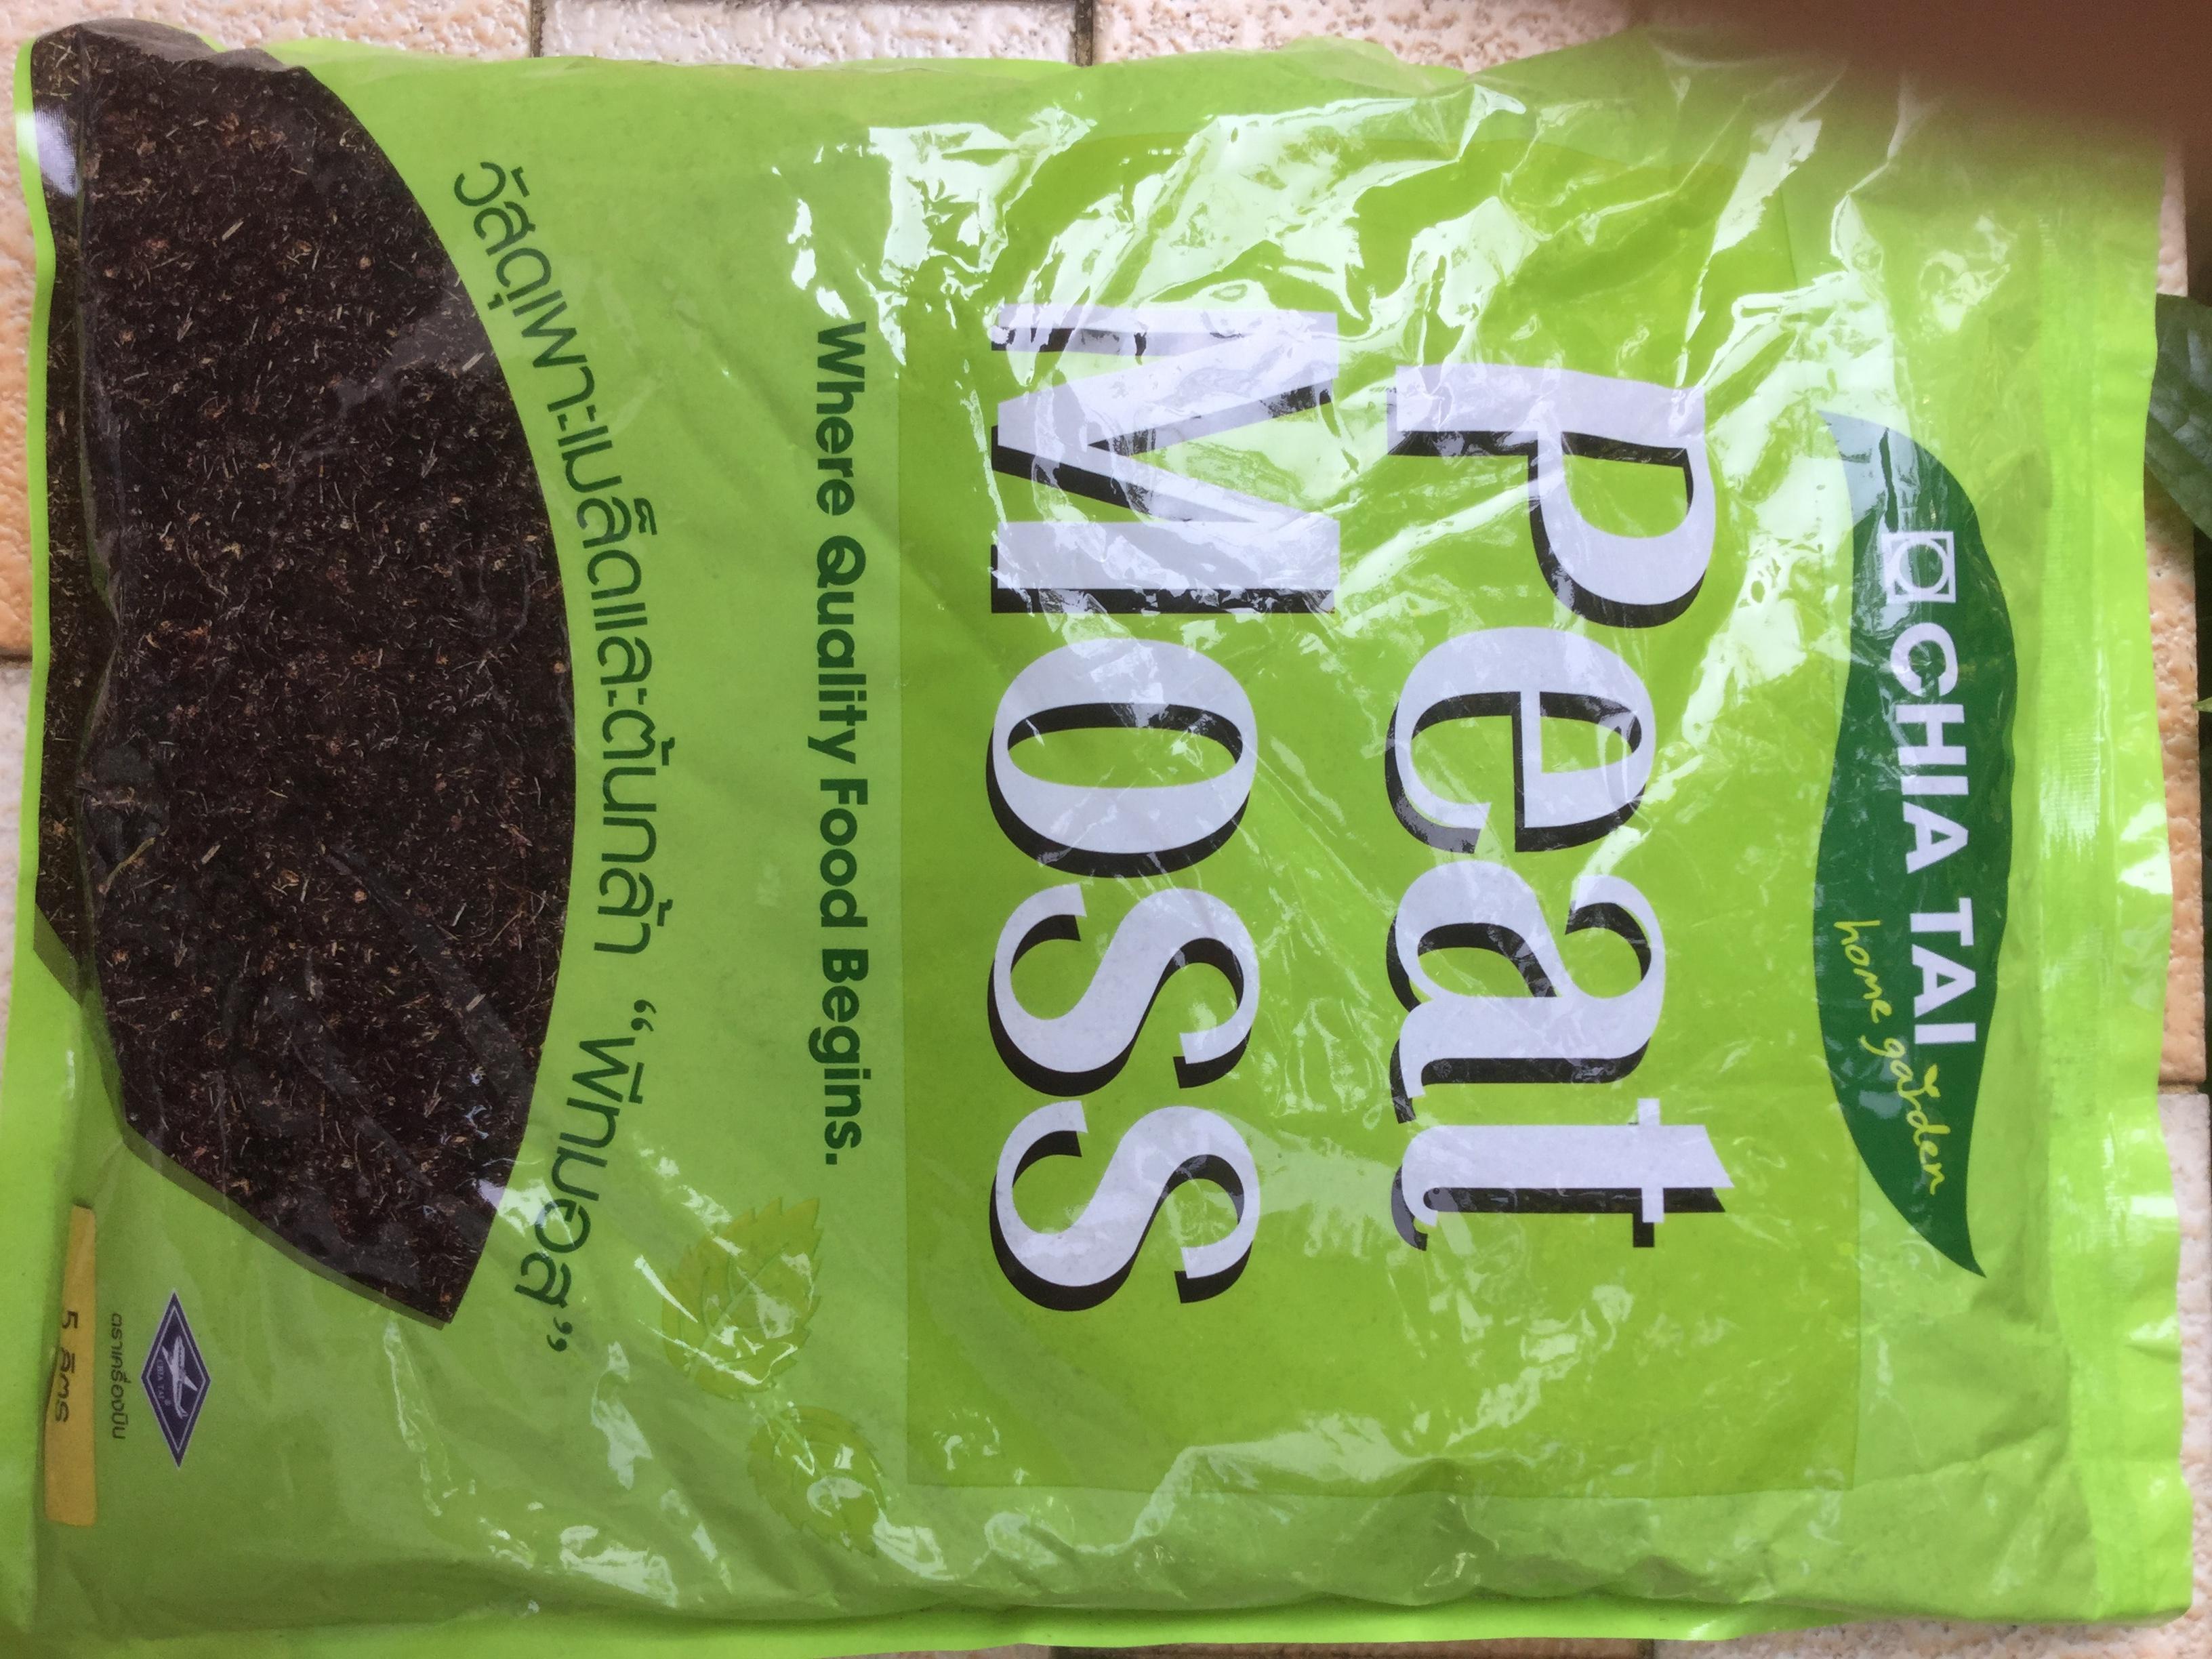 CHIA TAI
home garden
Peat
Moss
Where Quality Food Begins.
วัสดุเพาะเมล็ดและต้นกล้า “พีทมอส”
CHIA TAI
ตราเครื่องบิน
5 ลิตร